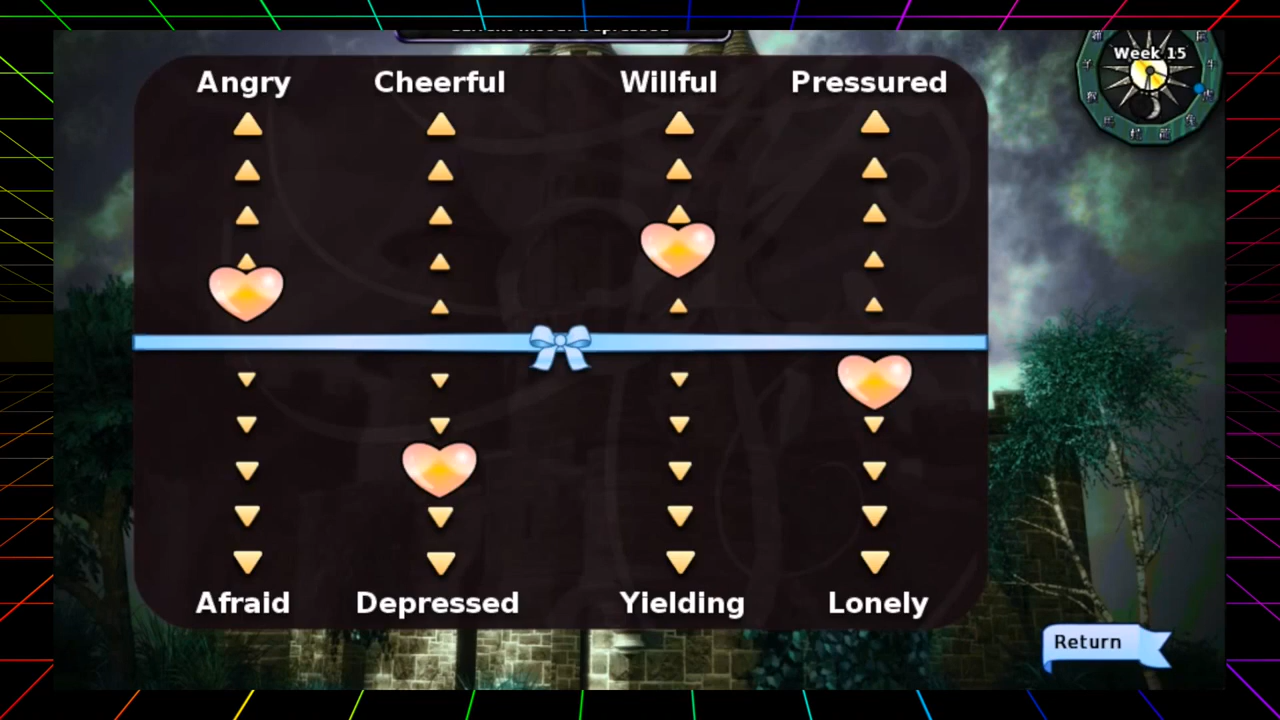 Week 15
Angry Cheerful Willful Pressured
Afraid Depressed Yielding Lonely
Return